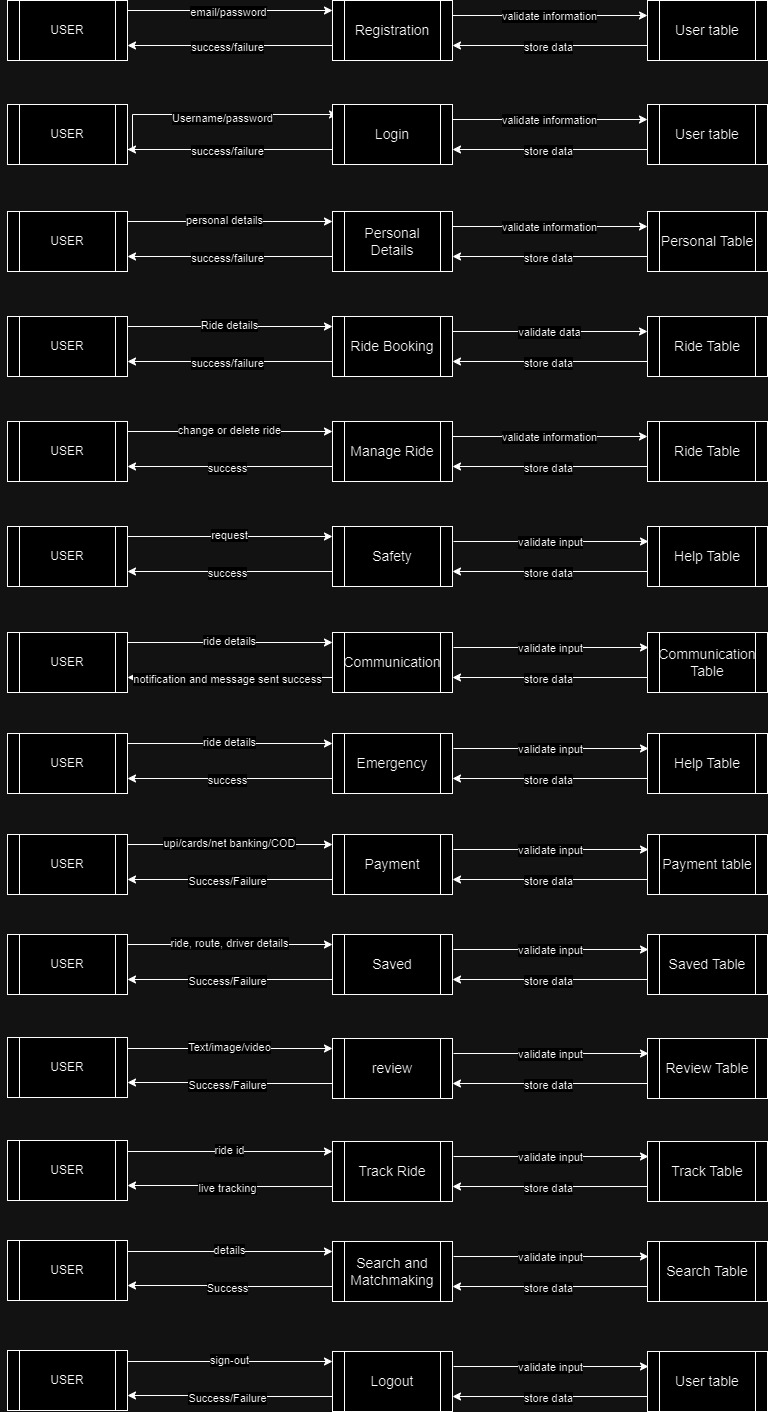 USER
email/password
success/failure
Registration
validate information
store data
User table
USER
Username/password
success/failure
Login
validate information
store data
User table
USER
personal details
success/failure
Personal
Details
validate information
store data
Personal Table
USER
Ride details
success/failure
Ride Booking
validate data
store data
Ride Table
USER
change or delete ride
success
Manage Ride
validate information
store data
Ride Table
USER
request
success
Safety
validate input
store data
Help Table
USER
ride details
notification and message sent success
Communication
validate input
store data
Communication
Table
USER
ride details
success
Emergency
validate input
store data
Help Table
USER
upi/cards/net banking/COD
Success/Failure
Payment
validate input
store data
Payment table
USER
ride, route, driver details
Success/Failure
Saved
validate input
store data
Saved Table
USER
Text/image/video
Success/Failure
review
validate input
store data
Review Table
USER
ride id
live tracking
Track Ride
validate input
store data
Track Table
USER
details
Success
Search and
Matchmaking
validate input
store data
Search Table
USER
sign-out
Success/Failure
Logout
validate input
store data
User table